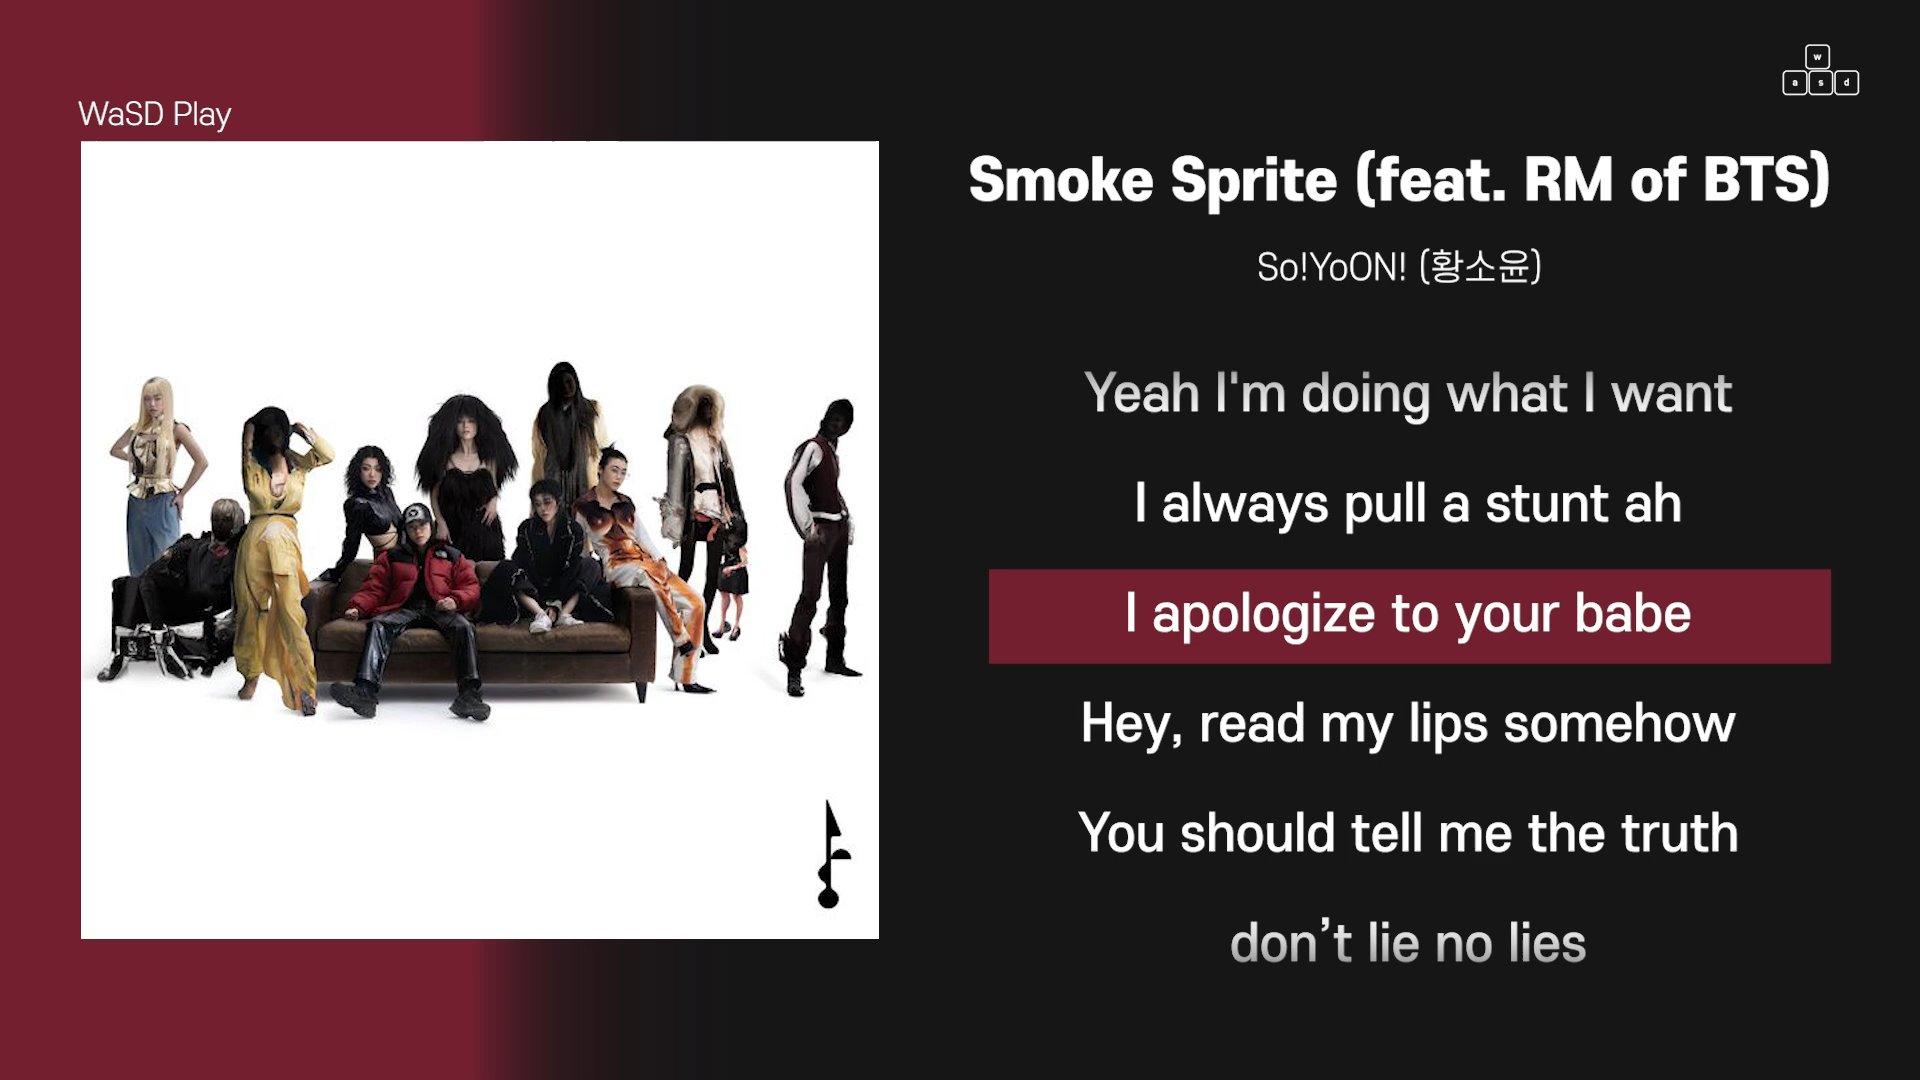 WaSD Play
w
a s d
Smoke Sprite (feat. RM of BTS)
So!YoON! (황소윤)
Yeah I'm doing what I want
I always pull a stunt ah
I apologize to your babe
Hey, read my lips somehow
You should tell me the truth
don’t lie no lies